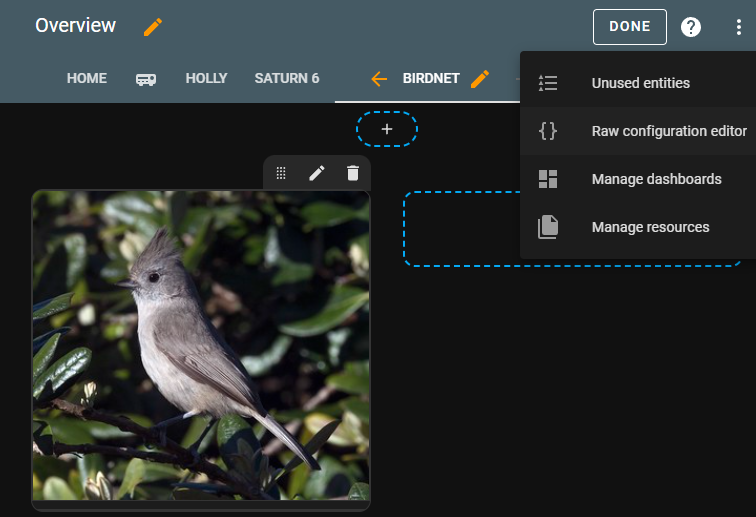 Overview
DONE
HOME
HOLLY
SATURN 6
BIRDNET
Unused entities
Raw configuration editor
Manage dashboards
Manage resources